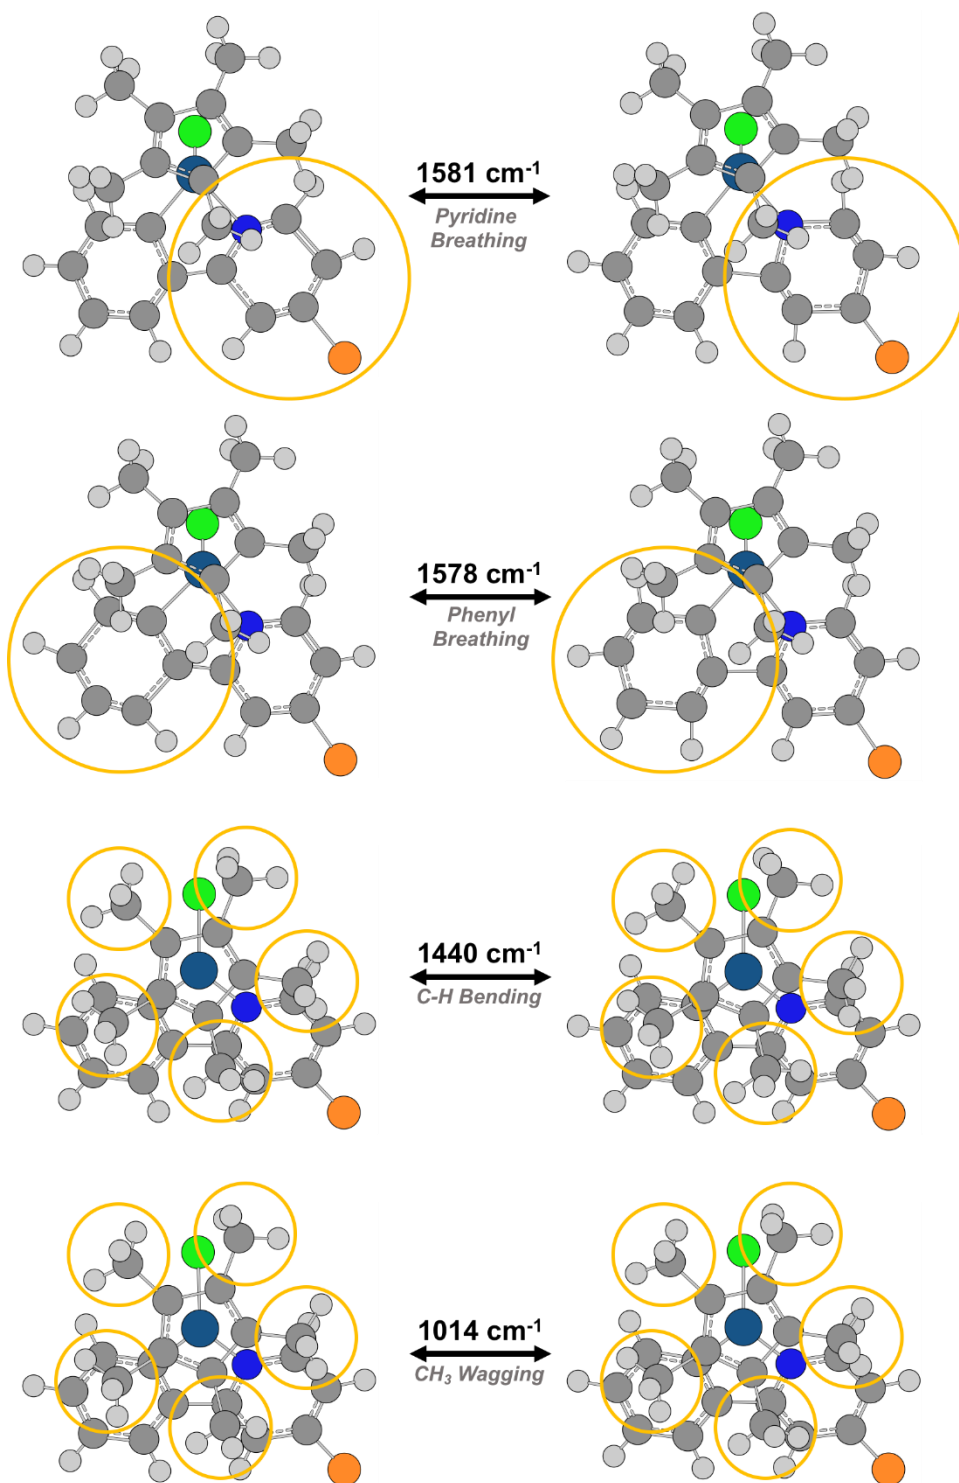 1581 cm⁻¹
Pyridine
Breathing
1578 cm⁻¹
Phenyl
Breathing
1440 cm⁻¹
C-H Bending
1014 cm⁻¹
CH₃ Wagging